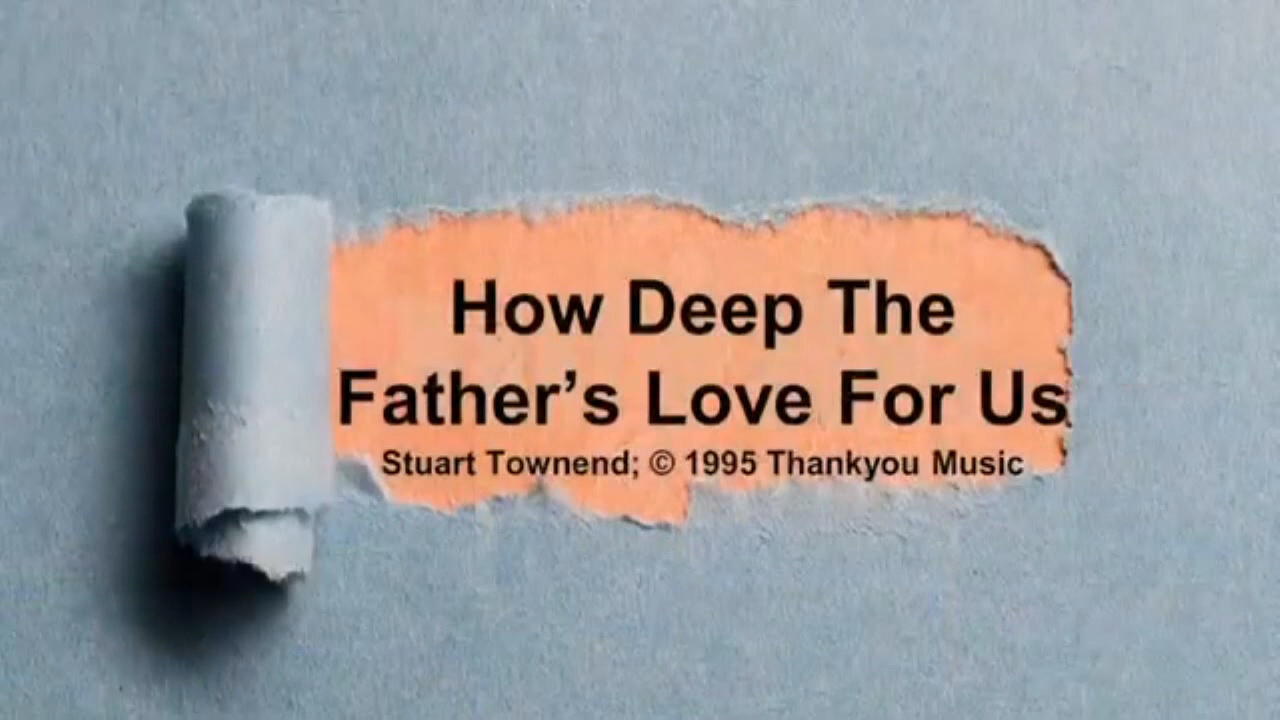 How Deep The
Father’s Love For Us
Stuart Townend; © 1995 Thankyou Music